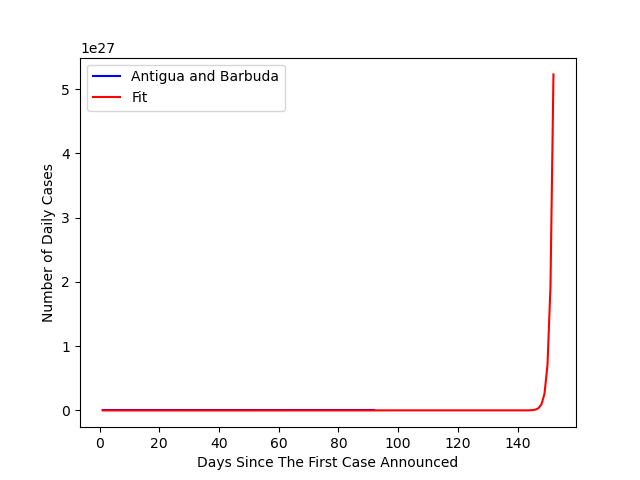 1e27
Antigua and Barbuda
Fit
5
4
3
2
1
0
Number of Daily Cases
0 20 40 60 80 100 120 140
Days Since The First Case Announced